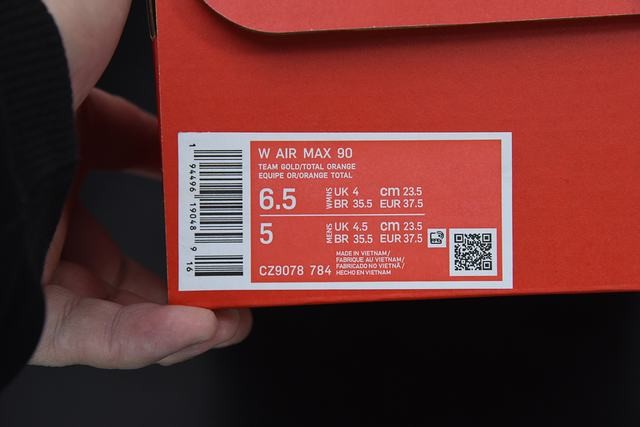 W AIR MAX 90
TEAM GOLD/TOTAL ORANGE
EQUIPE OR/ORANGE TOTAL
6.5 WMNS UK 4 cm 23.5
BR 35.5 EUR 37.5
5 MENS UK 4.5 cm 23.5
BR 35.5 EUR 37.5
MADE IN VIETNAM/
FABRIQUE AU VIETNAM/
FABRICADO NO VIETNÃ/
HECHO EN VIETNAM
CZ9078 784
1 94496 19048 9 16